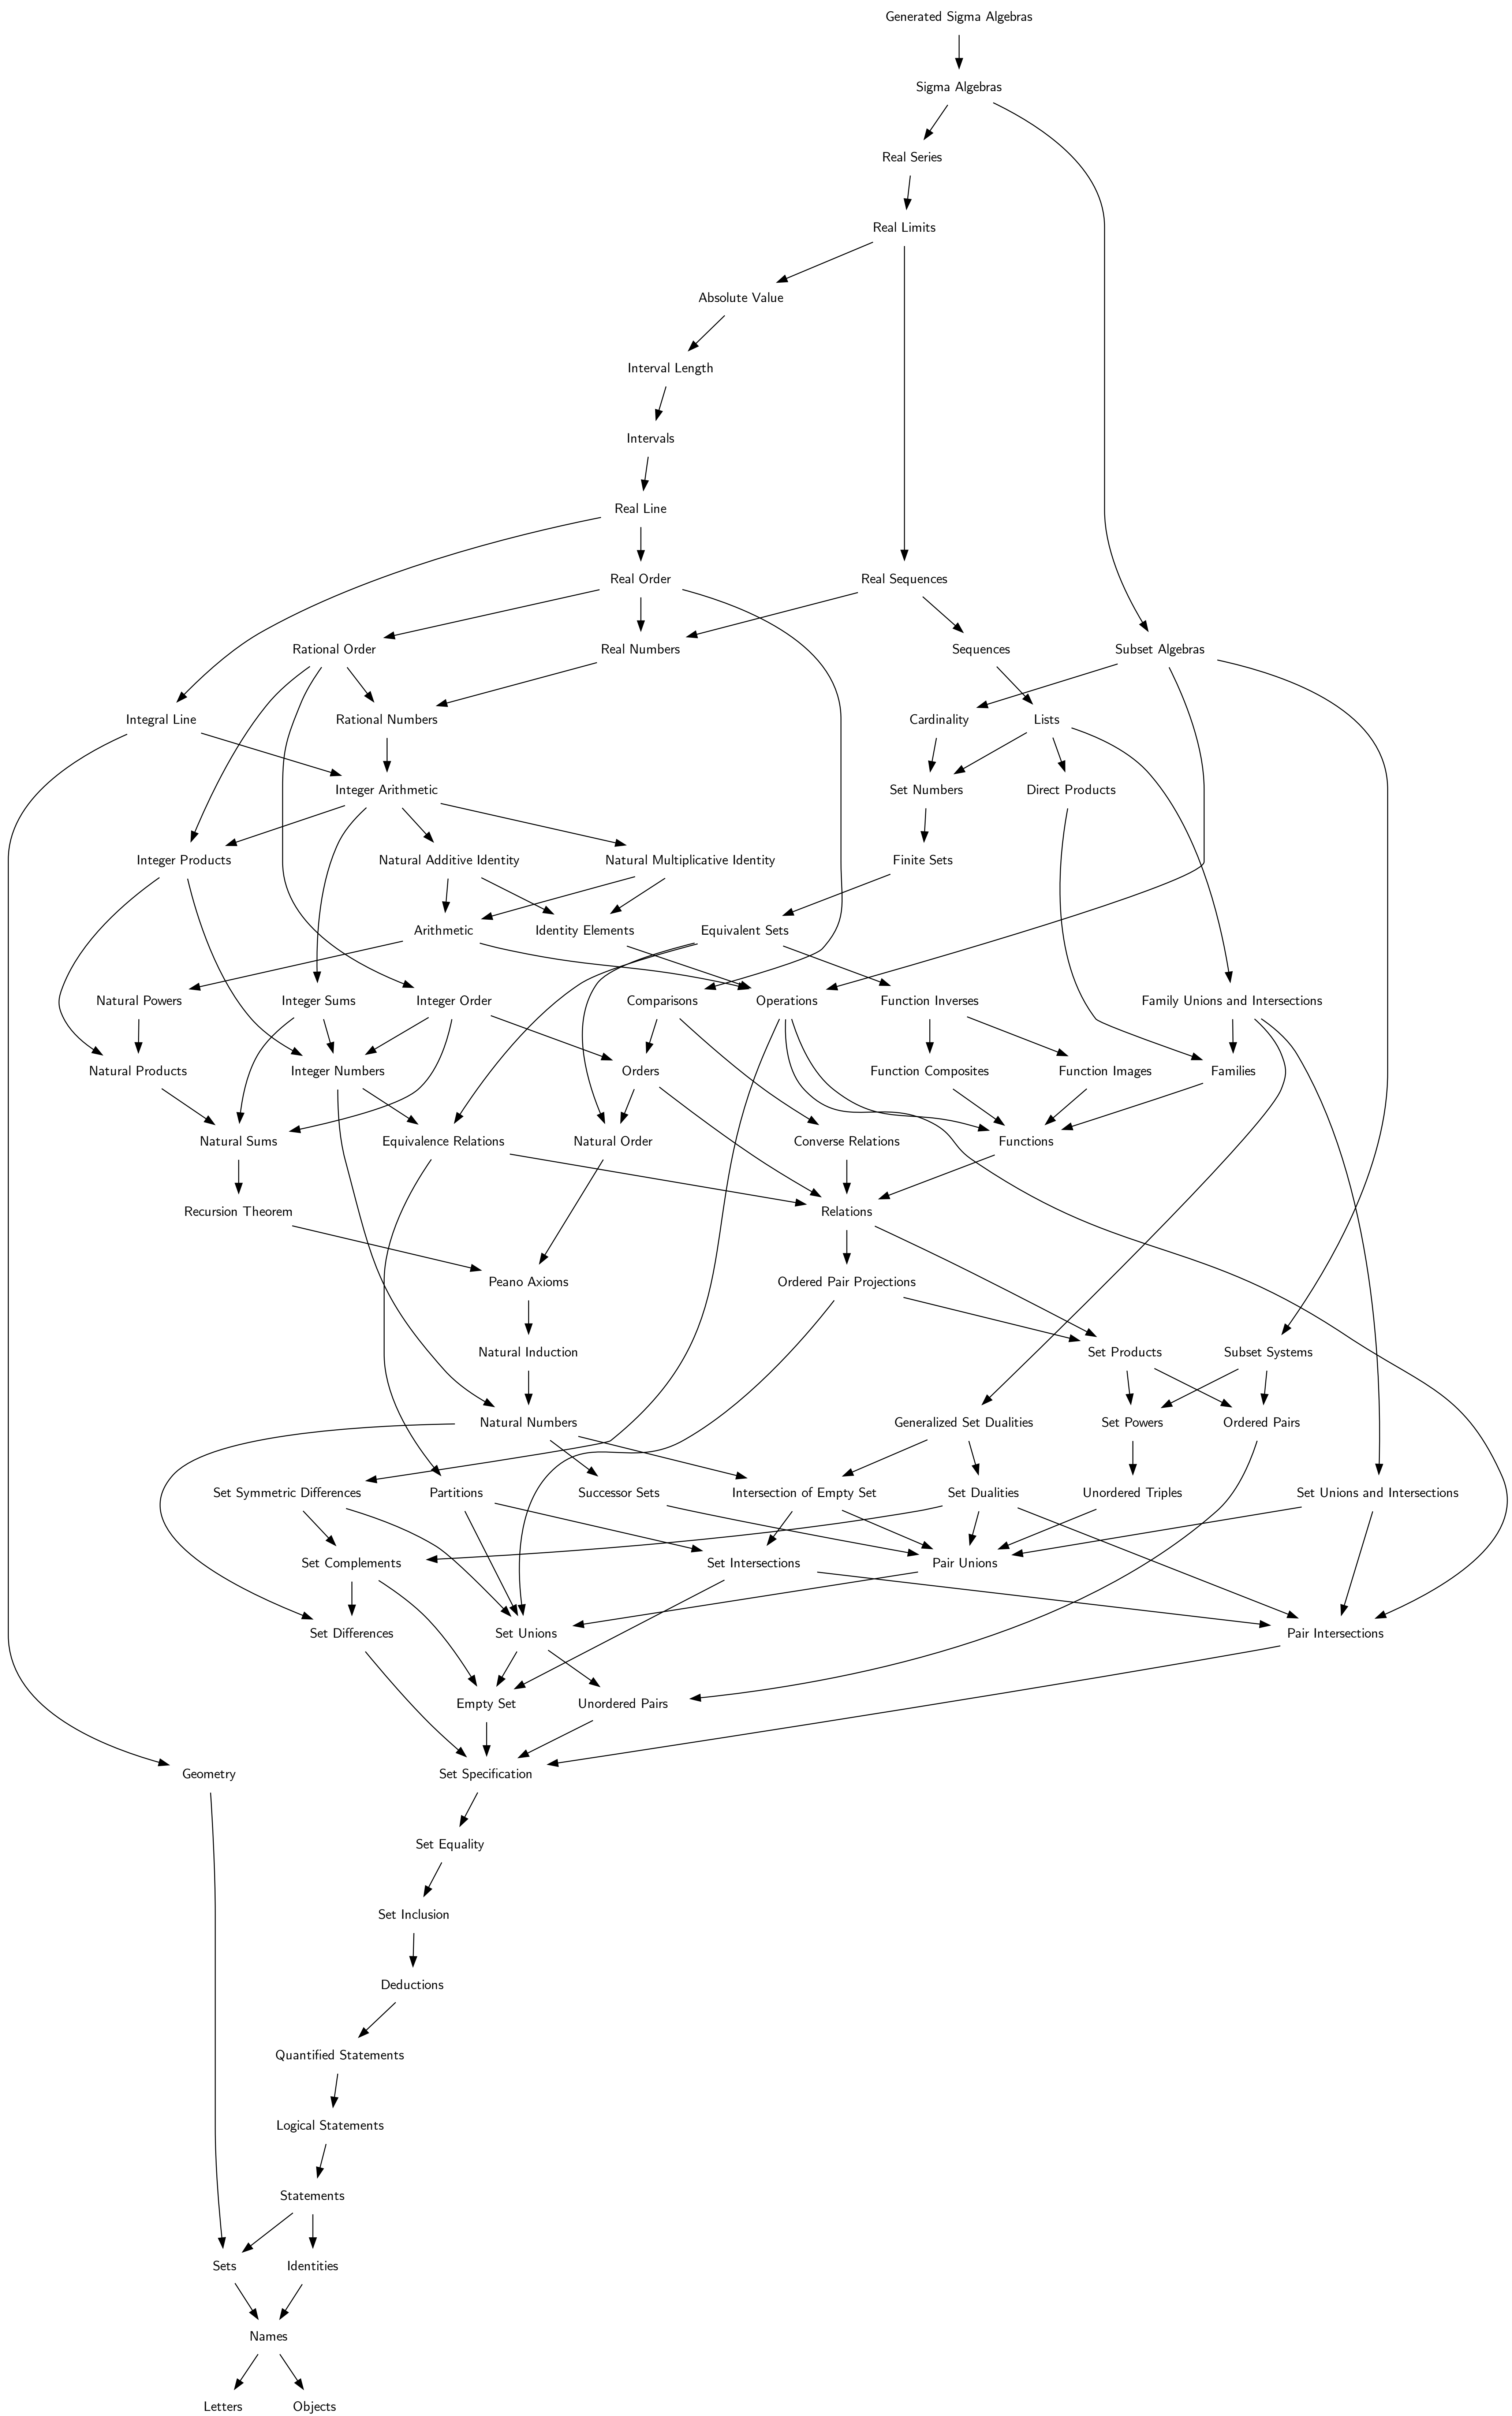 Generated Sigma Algebras
Sigma Algebras
Real Series
Real Limits
Absolute Value
Interval Length
Intervals
Real Line
Real Order
Real Sequences
Rational Order
Real Numbers
Sequences
Subset Algebras
Integral Line
Rational Numbers
Cardinality
Lists
Integer Arithmetic
Set Numbers
Direct Products
Integer Products
Natural Additive Identity
Natural Multiplicative Identity
Finite Sets
Arithmetic
Identity Elements
Equivalent Sets
Natural Powers
Integer Sums
Integer Order
Comparisons
Operations
Function Inverses
Family Unions and Intersections
Natural Products
Integer Numbers
Orders
Function Composites
Function Images
Families
Natural Sums
Equivalence Relations
Natural Order
Converse Relations
Functions
Recursion Theorem
Relations
Peano Axioms
Ordered Pair Projections
Natural Induction
Set Products
Subset Systems
Natural Numbers
Generalized Set Dualities
Set Powers
Ordered Pairs
Set Symmetric Differences
Partitions
Successor Sets
Intersection of Empty Set
Set Dualities
Unordered Triples
Set Unions and Intersections
Set Complements
Set Intersections
Pair Unions
Set Differences
Set Unions
Pair Intersections
Empty Set
Unordered Pairs
Geometry
Set Specification
Set Equality
Set Inclusion
Deductions
Quantified Statements
Logical Statements
Statements
Sets
Identities
Names
Letters
Objects